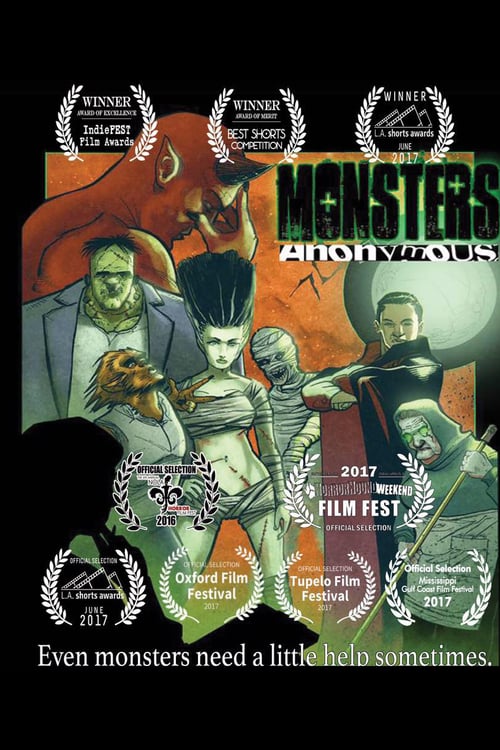 WINNER
AWARD OF EXCELLENCE
IndieFEST
Film Awards
WINNER
AWARD OF MERIT
BEST SHORTS
COMPETITION
WINNER
L.A. shorts awards
JUNE
2017
MONSTERS
Anonymous
OFFICIAL SELECTION
HORROR
2016
2017
HORRORHOUND WEEKEND
FILM FEST
OFFICIAL SELECTION
OFFICIAL SELECTION
L.A. shorts awards
JUNE
2017
OFFICIAL SELECTION
Oxford Film
Festival
2017
OFFICIAL SELECTION
Tupelo Film
Festival
2017
Official Selection
Mississippi
Gulf Coast Film Festival
2017
Even monsters need a little help sometimes.